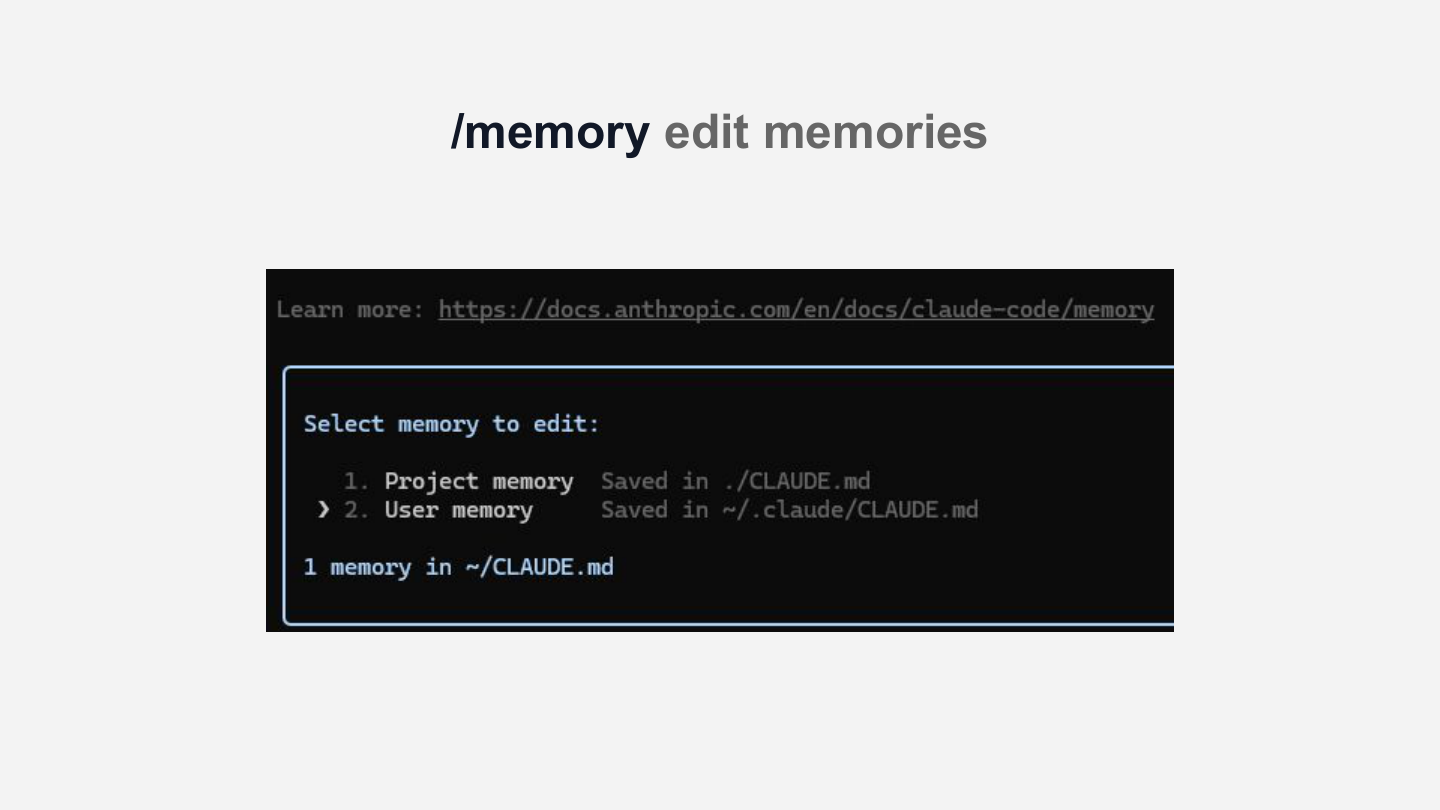 /memory edit memories
Learn more: https://docs.anthropic.com/en/docs/claude-code/memory
Select memory to edit:
1. Project memory  Saved in ./CLAUDE.md
❯ 2. User memory  Saved in ~/.claude/CLAUDE.md
1 memory in ~/CLAUDE.md